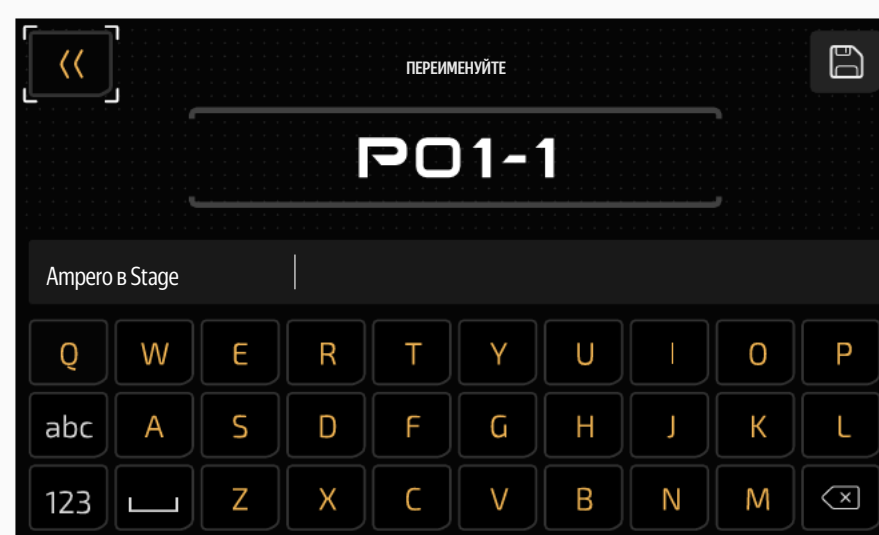 ПЕРЕИМЕНУЙТЕ
P01-1
Ampero в Stage
Q W E R T Y U I O P
abc A S D F G H J K L
123 Z X C V B N M